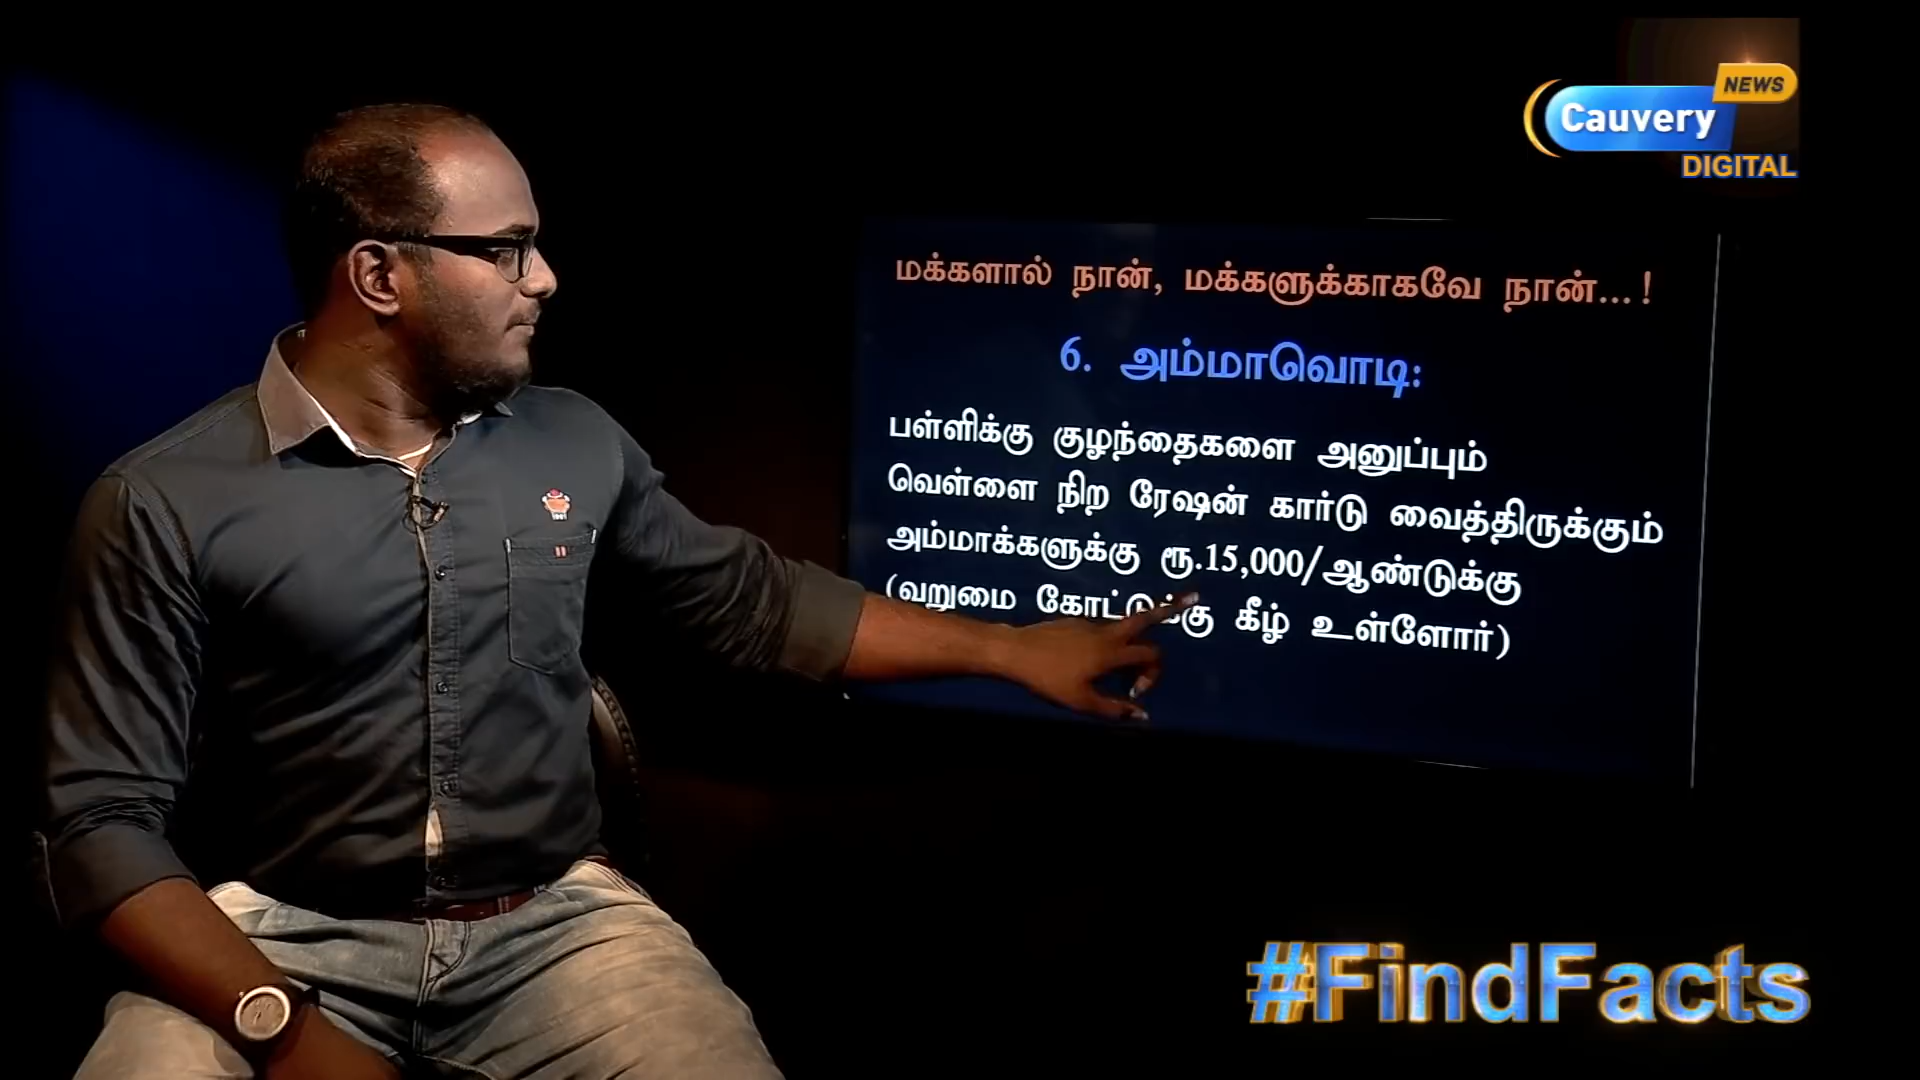 Cauvery
NEWS
DIGITAL
மக்களால் நான், மக்களுக்காகவே நான்...!
6. அம்மாவொடி:
பள்ளிக்கு குழந்தைகளை அனுப்பும்
வெள்ளை நிற ரேஷன் கார்டு வைத்திருக்கும்
அம்மாக்களுக்கு ரூ.15,000/ஆண்டுக்கு
(வறுமை கோட்டுக்கு கீழ் உள்ளோர்)
#FindFacts